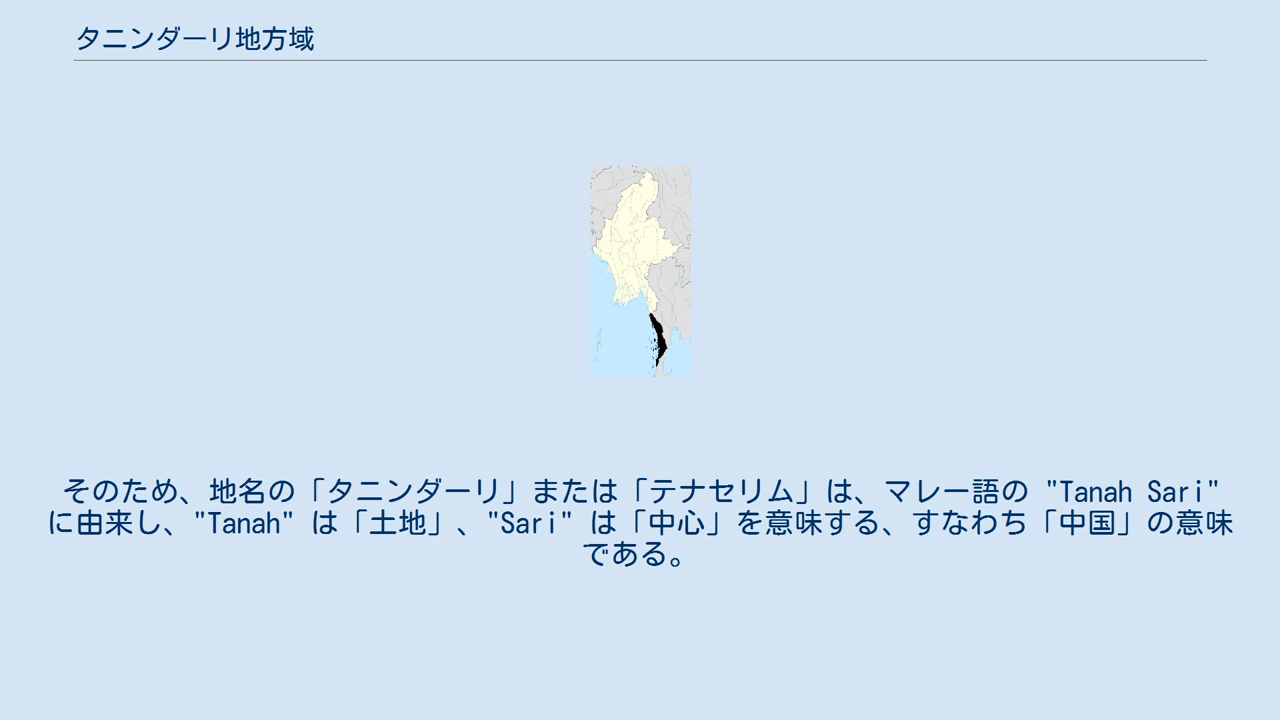 タニンダーリ地方域
そのため、地名の「タニンダーリ」または「テナセリム」は、マレー語の "Tanah Sari"
に由来し、"Tanah" は「土地」、"Sari" は「中心」を意味する、すなわち「中国」の意味
である。